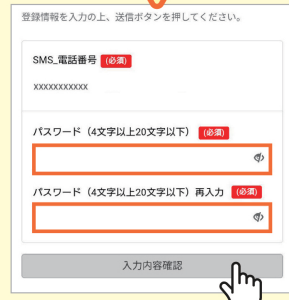 登録情報を入力の上、送信ボタンを押してください。
SMS_電話番号 (必須)
xxxxxxxxxxx
パスワード（4文字以上20文字以下） (必須)
パスワード（4文字以上20文字以下）再入力 (必須)
入力内容確認